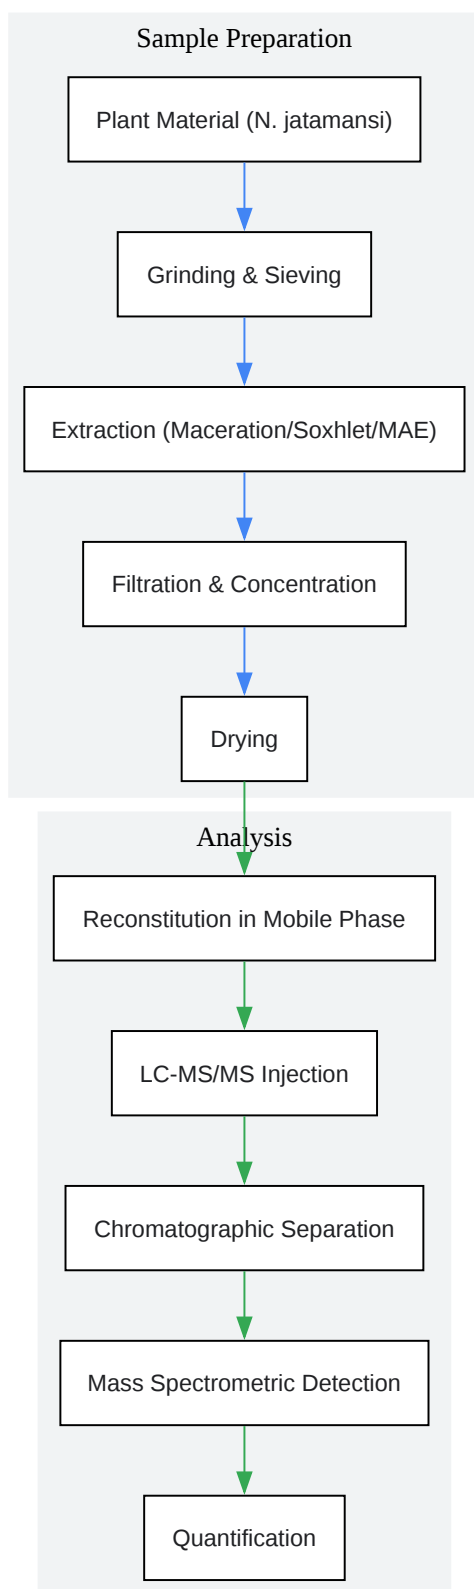 Sample Preparation
Plant Material (N. jatamansi)
Grinding & Sieving
Extraction (Maceration/Soxhlet/MAE)
Filtration & Concentration
Drying
Analysis
Reconstitution in Mobile Phase
LC-MS/MS Injection
Chromatographic Separation
Mass Spectrometric Detection
Quantification